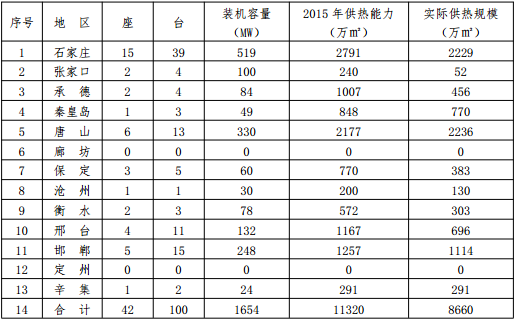 序号 地 区 座 台 装机容量（MW） 2015 年供热能力（万㎡） 实际供热规模（万㎡）
1 石家庄 15 39 519 2791 2229
2 张家口 2 4 100 240 52
3 承 德 2 4 84 1007 456
4 秦皇岛 1 3 49 848 770
5 唐 山 6 13 330 2177 2236
6 廊 坊 0 0 0 0 0
7 保 定 3 5 60 770 383
8 沧 州 1 1 30 200 130
9 衡 水 2 3 78 572 303
10 邢 台 4 11 132 1167 696
11 邯 郸 5 15 248 1257 1114
12 定 州 0 0 0 0 0
13 辛 集 1 2 24 291 291
14 合 计 42 100 1654 11320 8660